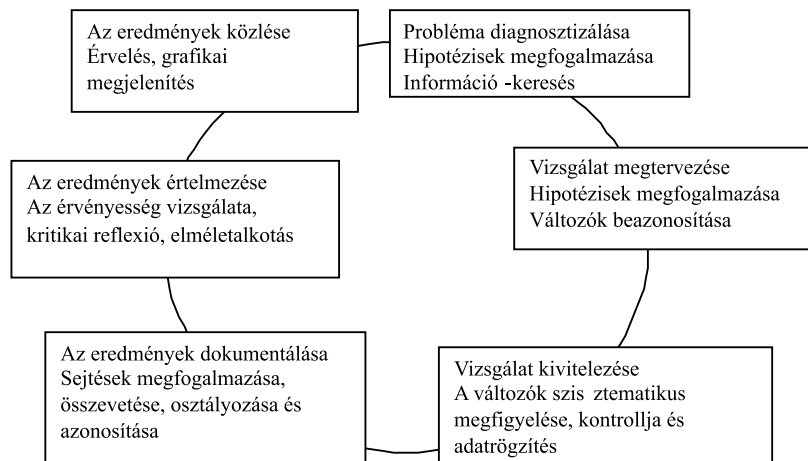 Az eredmények közlése
Érvelés, grafikai
megjelenítés
Probléma diagnosztizálása
Hipotézisek megfogalmazása
Információ -keresés
Vizsgálat megtervezése
Hipotézisek megfogalmazása
Változók beazonosítása
Vizsgálat kivitelezése
A változók szis ztematikus
megfigyelése, kontrollja és
adatrögzítés
Az eredmények dokumentálása
Sejtések megfogalmazása,
összevetése, osztályozása és
azonosítása
Az eredmények értelmezése
Az érvényesség vizsgálata,
kritikai reflexió, elméletalkotás